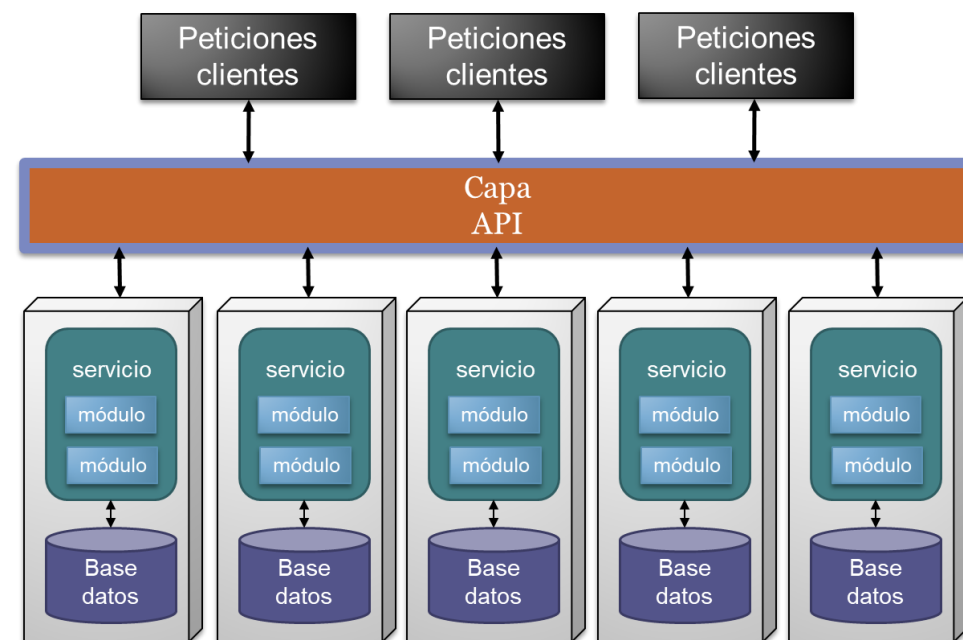 Peticiones
clientes
Peticiones
clientes
Peticiones
clientes
Capa
API
servicio
módulo
módulo
Base
datos
servicio
módulo
módulo
Base
datos
servicio
módulo
módulo
Base
datos
servicio
módulo
módulo
Base
datos
servicio
módulo
módulo
Base
datos